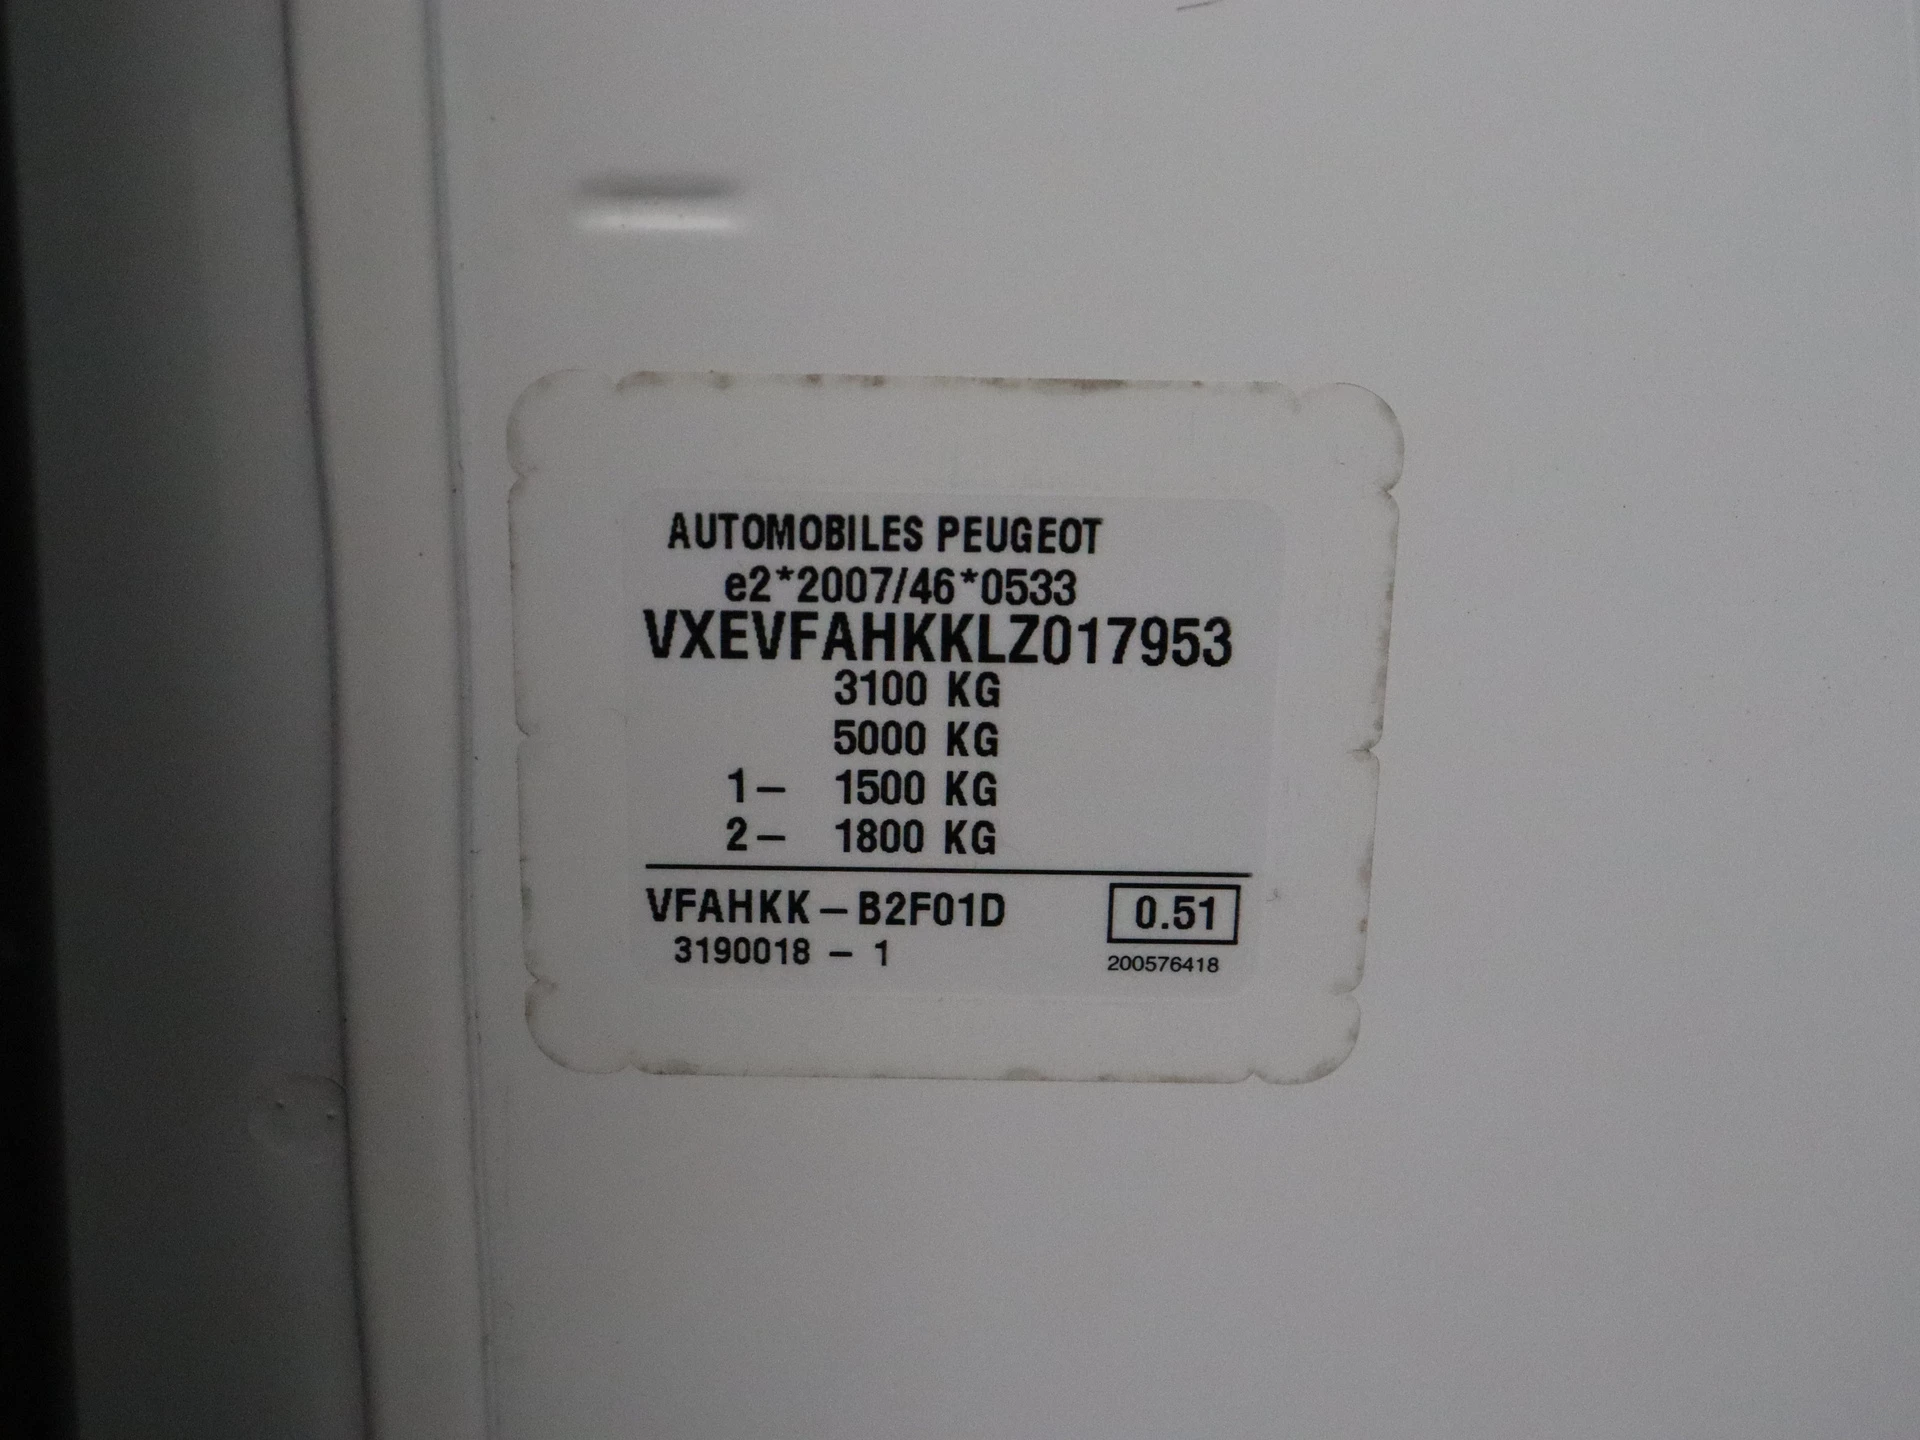 AUTOMOBILES PEUGEOT
e2*2007/46*0533
VXEVFAHKKLZ017953
3100 KG
5000 KG
1– 1500 KG
2– 1800 KG
VFAHKK – B2F01D 0.51
3190018 – 1 200576418